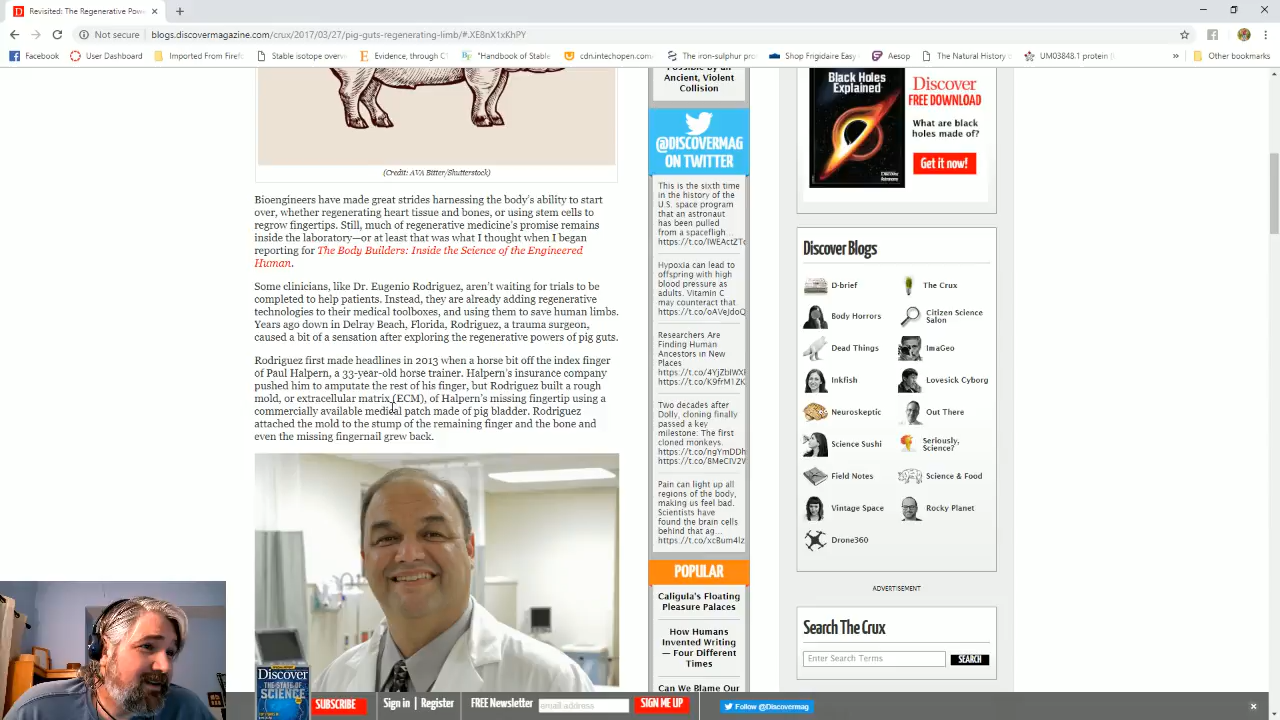 Revisited: The Regenerative Pow
Not secure
blogs.discovermagazine.com/crux/2017/03/27/pig-guts-regenerating-limb/#.XE8nX1xKhPY
Facebook
User Dashboard
Imported From Firefo
Stable isotope overvi
Evidence, through C
"Handbook of Stable
cdn.intechopen.com
The iron-sulphur pro
Shop Frigidaire Easy
Aesop
The Natural History c
UM03848.1 protein B
»
Other bookmarks
(Credit: AVA Bitter/Shutterstock)
Bioengineers have made great strides harnessing the body's ability to start
over, whether regenerating heart tissue and bones, or using stem cells to
regrow fingertips. Still, much of regenerative medicine's promise remains
inside the laboratory—or at least that was what I thought when I began
reporting for The Body Builders: Inside the Science of the Engineered
Human.
Some clinicians, like Dr. Eugenio Rodriguez, aren't waiting for trials to be
completed to help patients. Instead, they are already adding regenerative
technologies to their medical toolboxes, and using them to save human limbs.
Years ago down in Delray Beach, Florida, Rodriguez, a trauma surgeon,
caused a bit of a sensation after exploring the regenerative powers of pig guts.
Rodriguez first made headlines in 2013 when a horse bit off the index finger
of Paul Halpern, a 33-year-old horse trainer. Halpern's insurance company
pushed him to amputate the rest of his finger, but Rodriguez built a rough
mold, or extracellular matrix (ECM), of Halpern's missing fingertip using a
commercially available medical patch made of pig bladder. Rodriguez
attached the mold to the stump of the remaining finger and the bone and
even the missing fingernail grew back.
Ancient, Violent
Collision
@DISCOVERMAG
ON TWITTER
This is the sixth time
in the history of the
U.S. space program
that an astronaut
has been pulled
from a spacefligh...
https://t.co/IWEActZT
Hypoxia can lead to
offspring with high
blood pressure as
adults. Vitamin C
may counteract that.
https://t.co/oAVeJdoQ
Researchers Are
Finding Human
Ancestors in New
Places
https://t.co/4YJZbIWX
https://t.co/K9frM1ZK
Two decades after
Dolly, cloning finally
passed a key
milestone: The first
cloned monkeys.
https://t.co/ngYmDDh
https://t.co/8MeCIV2W
Pain can light up all
regions of the body,
making us feel bad.
Scientists have
found the brain cells
behind that ag...
https://t.co/xcBum4lz
POPULAR
Caligula's Floating
Pleasure Palaces
How Humans
Invented Writing
— Four Different
Times
Can We Blame Our
Black Holes
Explained
Discover
FREE DOWNLOAD
What are black
holes made of?
Get it now!
Discover Blogs
D-brief
The Crux
Body Horrors
Citizen Science
Salon
Dead Things
ImaGeo
Inkfish
Lovesick Cyborg
Neuroskeptic
Out There
Science Sushi
Seriously,
Science?
Field Notes
Science & Food
Vintage Space
Rocky Planet
Drone360
ADVERTISEMENT
Search The Crux
Enter Search Terms
SEARCH
Discover
THE STATE OF
SCIENCE
SUBSCRIBE
Sign in | Register
FREE Newsletter
email address
SIGN ME UP
Follow @Discovermag